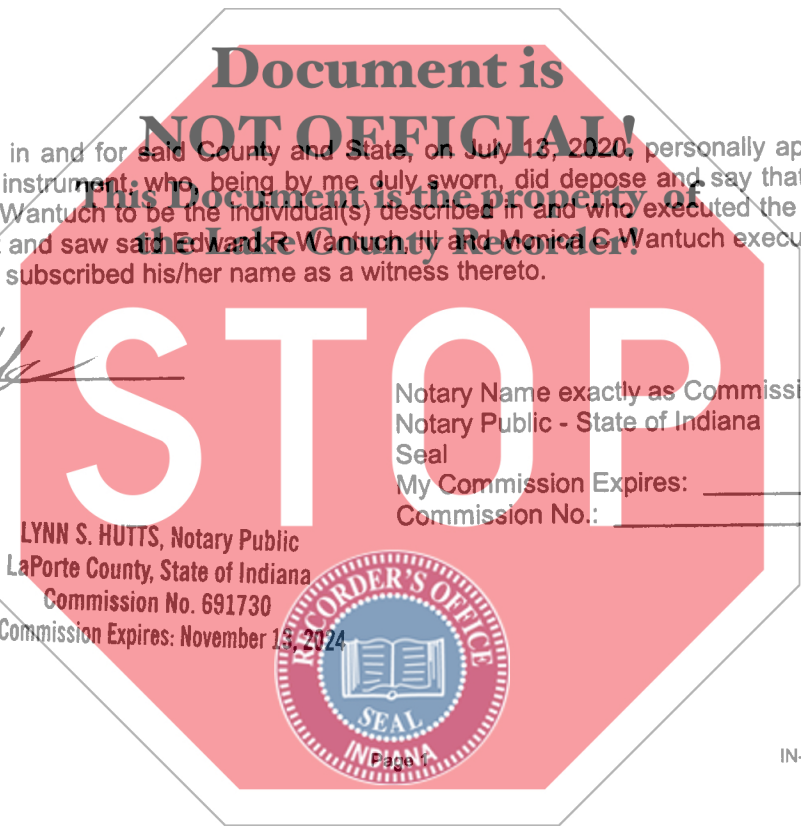 Document is
NOT OFFICIAL!
in and for said County and State, on July 13, 2020, personally ap
instrument, who, being by me duly sworn, did depose and say that
This Document is the property of
Wantuch to be the individual(s) described in and who executed the
and saw said Edward R Wantuch, III and Monica C Wantuch execu
the Lake County Recorder!
subscribed his/her name as a witness thereto.
STOP
Notary Name exactly as Commissi
Notary Public - State of Indiana
Seal
My Commission Expires:
Commission No.:
LYNN S. HUTTS, Notary Public
LaPorte County, State of Indiana
Commission No. 691730
Commission Expires: November 13, 2024
RECORDER'S OFFICE
SEAL
INDIANA
Page 1
IN-